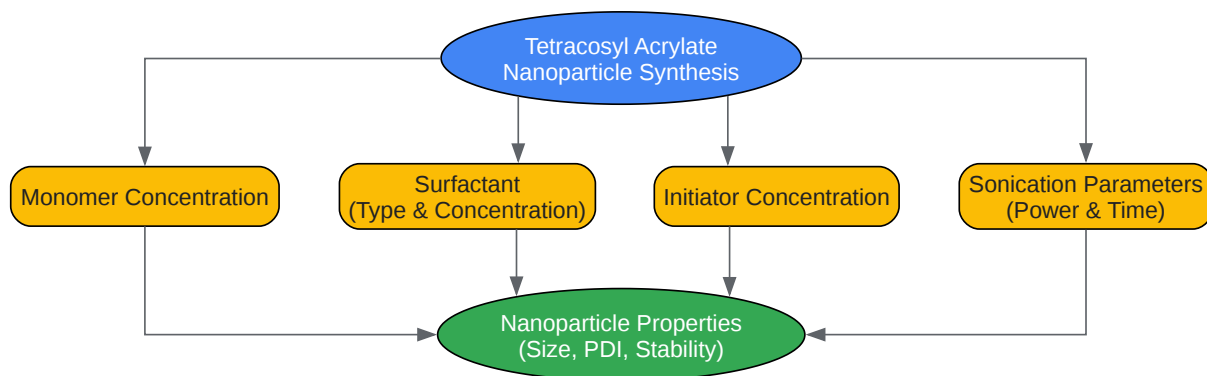 Tetracosyl Acrylate
Nanoparticle Synthesis
Monomer Concentration
Surfactant
(Type & Concentration)
Initiator Concentration
Sonication Parameters
(Power & Time)
Nanoparticle Properties
(Size, PDI, Stability)